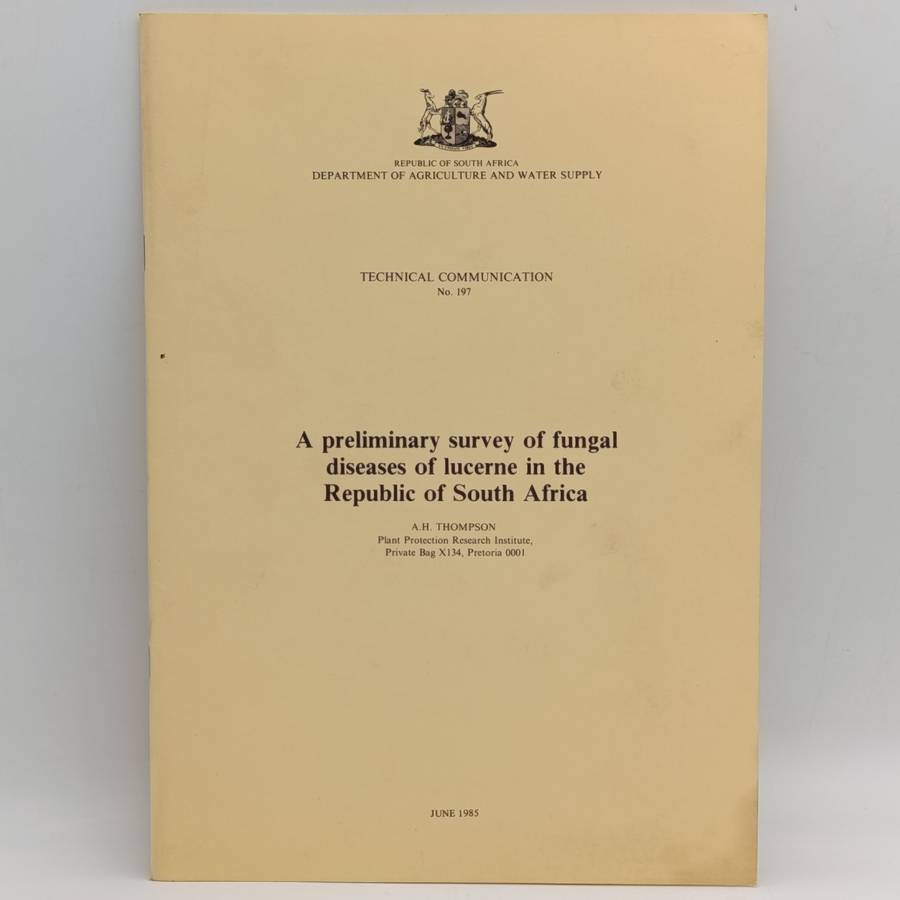 REPUBLIC OF SOUTH AFRICA
DEPARTMENT OF AGRICULTURE AND WATER SUPPLY
TECHNICAL COMMUNICATION
No. 197
A preliminary survey of fungal
diseases of lucerne in the
Republic of South Africa
A.H. THOMPSON
Plant Protection Research Institute,
Private Bag X134, Pretoria 0001
JUNE 1985